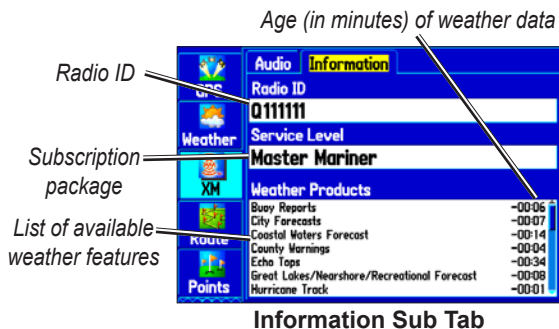 Age (in minutes) of weather data
Radio ID
Subscription
package
List of available
weather features
GPS
Weather
XM
Route
Points
Audio Information
Radio ID
Q111111
Service Level
Master Mariner
Weather Products
Buoy Reports -00:06
City Forecasts -00:07
Coastal Waters Forecast -00:14
County Warnings -00:04
Echo Tops -00:34
Great Lakes/Nearshore/Recreational Forecast -00:08
Hurricane Track -00:01
Information Sub Tab